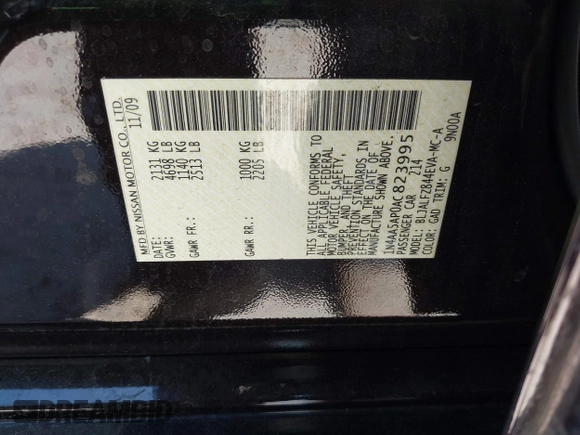 MFD BY NISSAN MOTOR CO., LTD.
11/09
DATE: 2131 KG
GVWR: 4698 LB
1140 KG
GAWR FR.: 2513 LB
1000 KG
GAWR RR.: 2205 LB
THIS VEHICLE CONFORMS TO
ALL APPLICABLE FEDERAL
MOTOR VEHICLE SAFETY,
BUMPER, AND THEFT
PREVENTION STANDARDS IN
EFFECT ON THE DATE OF
MANUFACTURE SHOWN ABOVE.
1N4AA5AP0AC823995
PASSENGER CAR Z14
MODEL: BLJALFZ844EVA-MC-A
COLOR: GAD TRIM: G 9N00A
DREAMBID